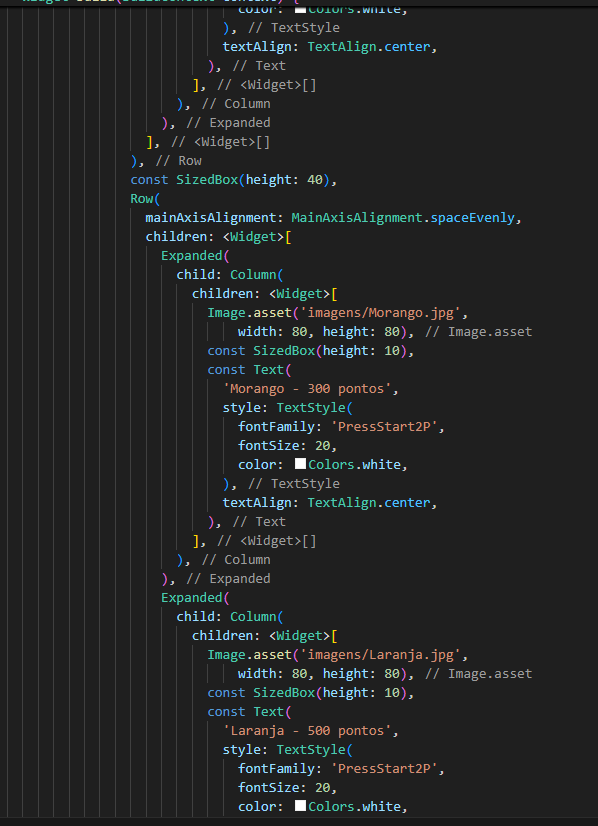 Widget build(BuildContext context) {
color: Colors.white,
), // TextStyle
textAlign: TextAlign.center,
), // Text
], // <Widget>[]
), // Column
), // Expanded
], // <Widget>[]
), // Row
const SizedBox(height: 40),
Row(
mainAxisAlignment: MainAxisAlignment.spaceEvenly,
children: <Widget>[
Expanded(
child: Column(
children: <Widget>[
Image.asset('imagens/Morango.jpg',
width: 80, height: 80), // Image.asset
const SizedBox(height: 10),
const Text(
'Morango - 300 pontos',
style: TextStyle(
fontFamily: 'PressStart2P',
fontSize: 20,
color: Colors.white,
), // TextStyle
textAlign: TextAlign.center,
), // Text
], // <Widget>[]
), // Column
), // Expanded
Expanded(
child: Column(
children: <Widget>[
Image.asset('imagens/Laranja.jpg',
width: 80, height: 80), // Image.asset
const SizedBox(height: 10),
const Text(
'Laranja - 500 pontos',
style: TextStyle(
fontFamily: 'PressStart2P',
fontSize: 20,
color: Colors.white,